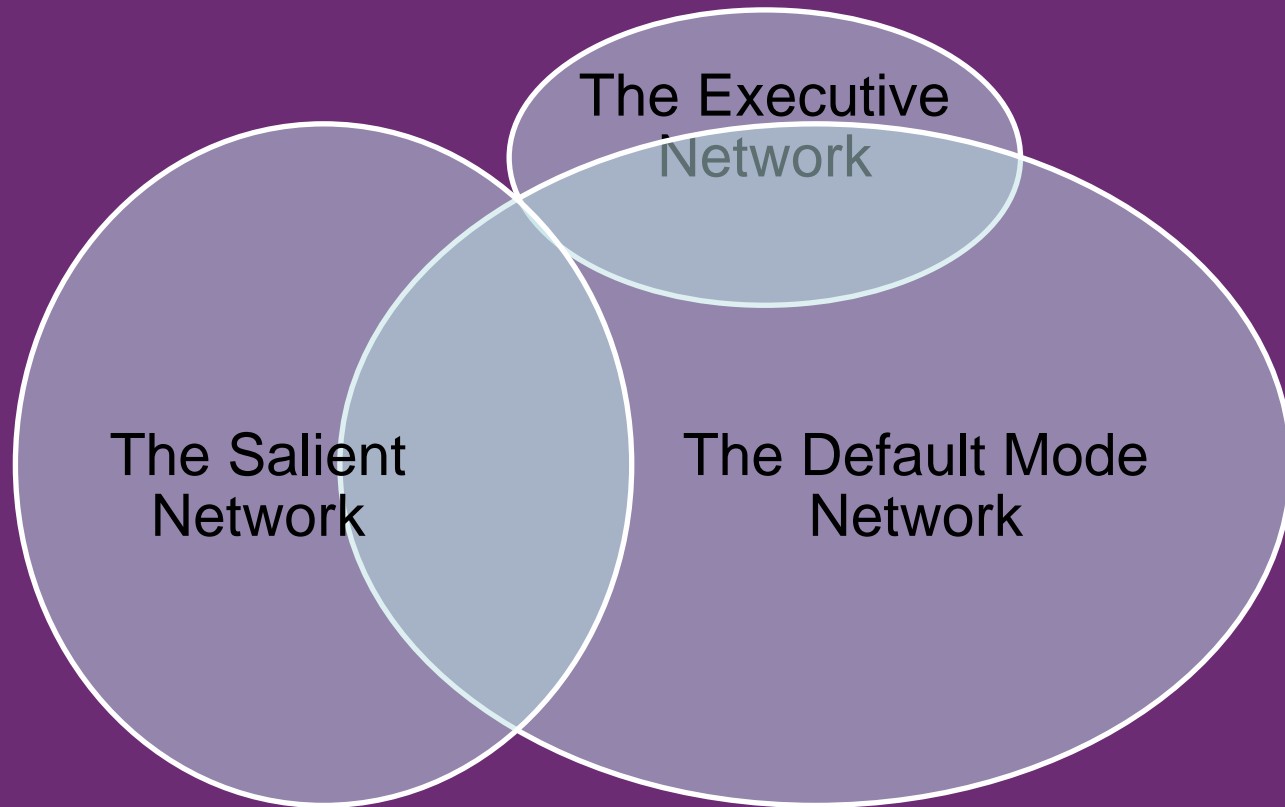 The Executive
Network
The Salient
Network
The Default Mode
Network